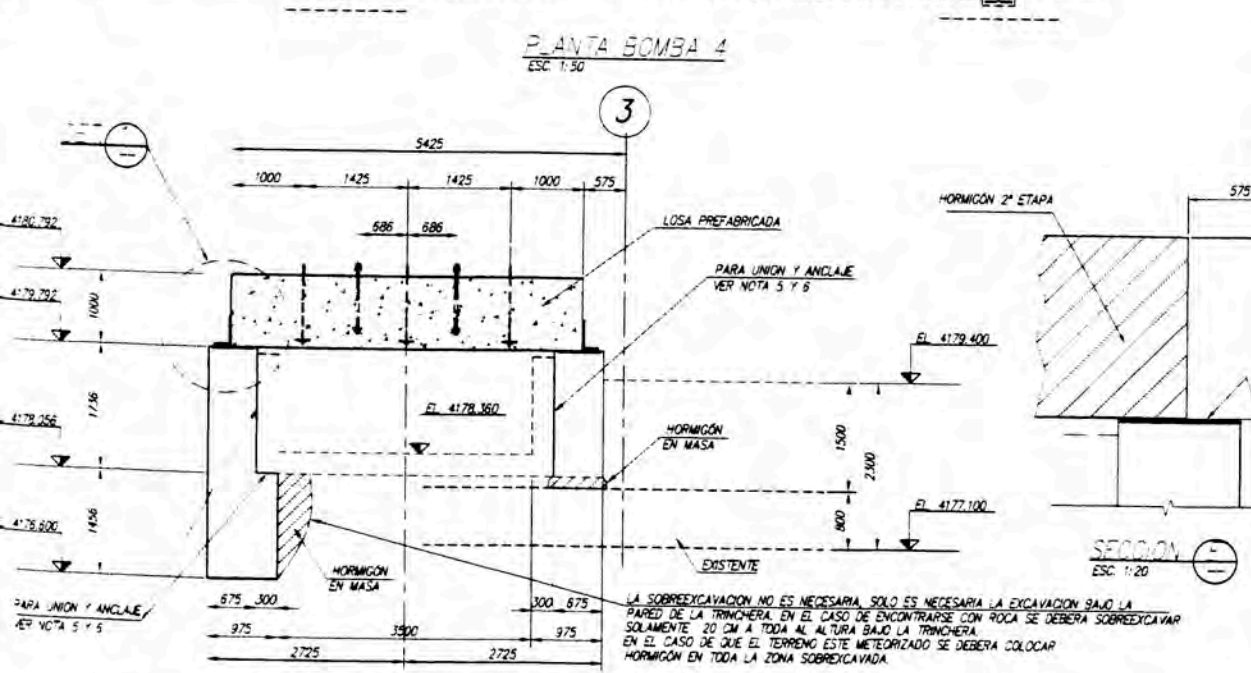 PLANTA BOMBA 4
ESC. 1:50
3
5425
1000 1425 1425 1000 575
686 686
LOSA PREFABRICADA
PARA UNION Y ANCLAJE
VER NOTA 5 Y 6
HORMIGÓN 2ª ETAPA
575
4180.792
4179.792
1000
EL 4179.400
1736
EL 4178.360
4178.056
HORMIGÓN
EN MASA
1500
2300
800
EL 4177.100
1456
4176.600
HORMIGÓN
EN MASA
EXISTENTE
SECCION
ESC. 1:20
PARA UNION Y ANCLAJE
VER NOTA 5 Y 6
675 300
300 675
975 3500 975
2725 2725
LA SOBREEXCAVACION NO ES NECESARIA, SOLO ES NECESARIA LA EXCAVACION BAJO LA
PARED DE LA TRINCHERA. EN EL CASO DE ENCONTRARSE CON ROCA SE DEBERA SOBREEXCAVAR
SOLAMENTE 20 CM A TODA AL ALTURA BAJO LA TRINCHERA.
EN EL CASO DE QUE EL TERRENO ESTE METEORIZADO SE DEBERA COLOCAR
HORMIGÓN EN TODA LA ZONA SOBREXCAVADA.